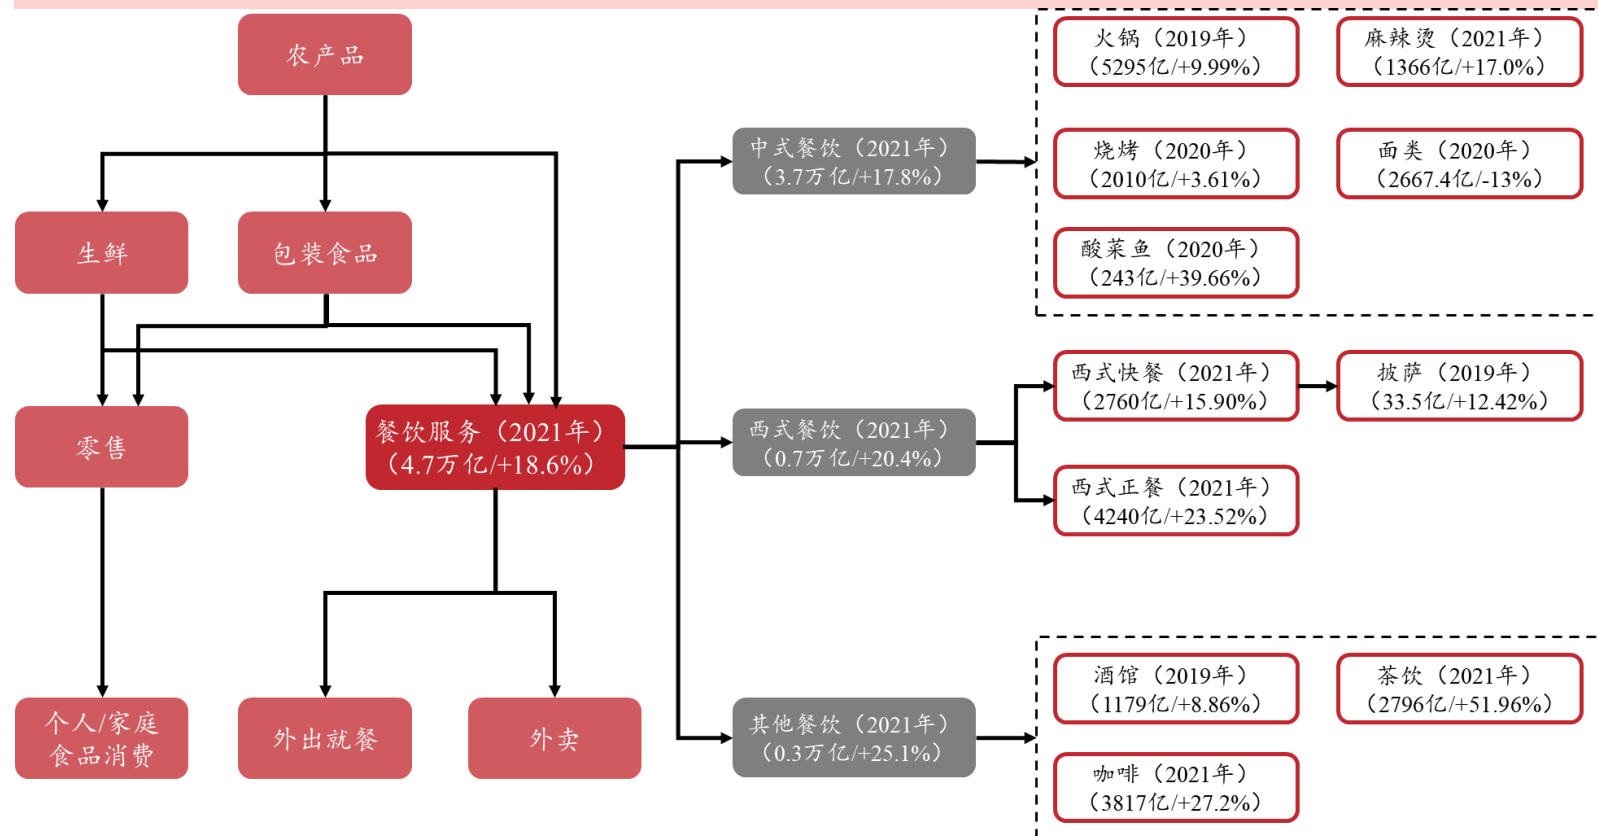 农产品
生鲜
包装食品
零售
餐饮服务（2021年）
（4.7万亿/+18.6%）
个人/家庭
食品消费
外出就餐
外卖
中式餐饮（2021年）
（3.7万亿/+17.8%）
火锅（2019年）
（5295亿/+9.99%）
麻辣烫（2021年）
（1366亿/+17.0%）
烧烤（2020年）
（2010亿/+3.61%）
面类（2020年）
（2667.4亿/-13%）
酸菜鱼（2020年）
（243亿/+39.66%）
西式餐饮（2021年）
（0.7万亿/+20.4%）
西式快餐（2021年）
（2760亿/+15.90%）
披萨（2019年）
（33.5亿/+12.42%）
西式正餐（2021年）
（4240亿/+23.52%）
其他餐饮（2021年）
（0.3万亿/+25.1%）
酒馆（2019年）
（1179亿/+8.86%）
茶饮（2021年）
（2796亿/+51.96%）
咖啡（2021年）
（3817亿/+27.2%）